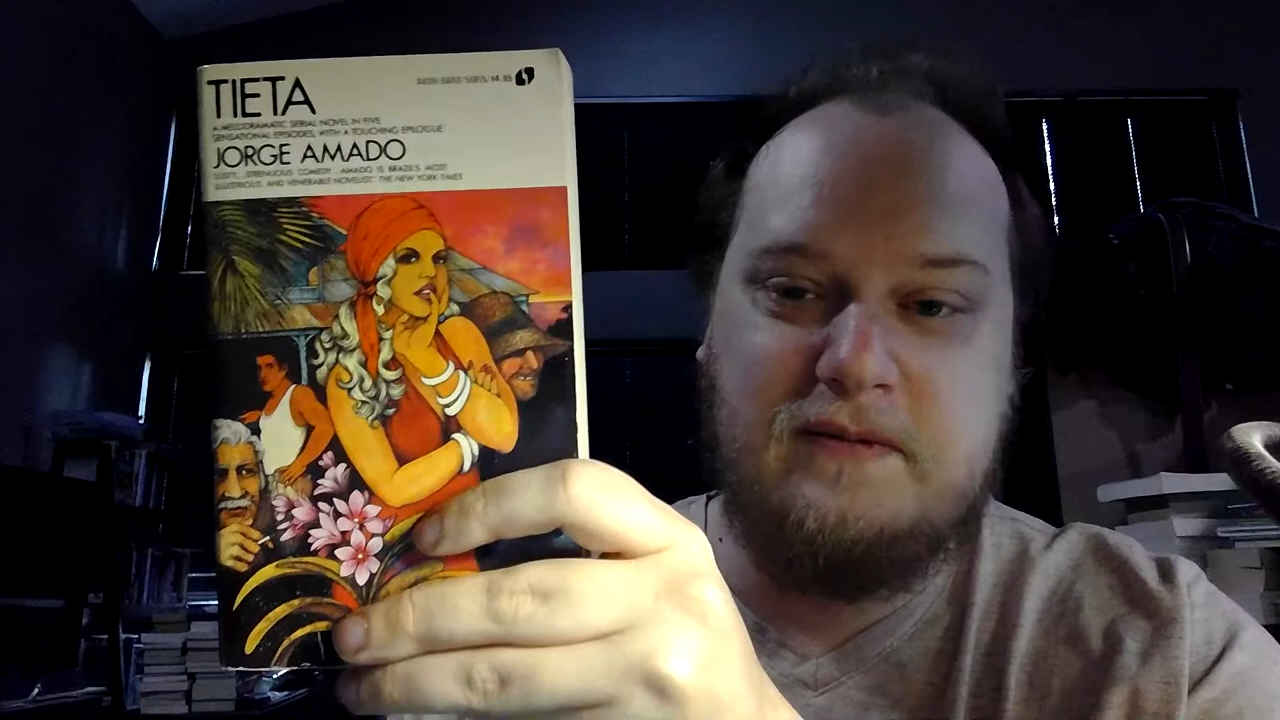 TIETA
A MELODRAMATIC SERIAL NOVEL IN FIVE
SENSATIONAL EPISODES, WITH A TOUCHING EPILOGUE
JORGE AMADO
"LUSTY, ...STRENUOUS COMEDY...AMADO IS BRAZIL'S MOST
ILLUSTRIOUS AND VENERABLE NOVELIST." THE NEW YORK TIMES